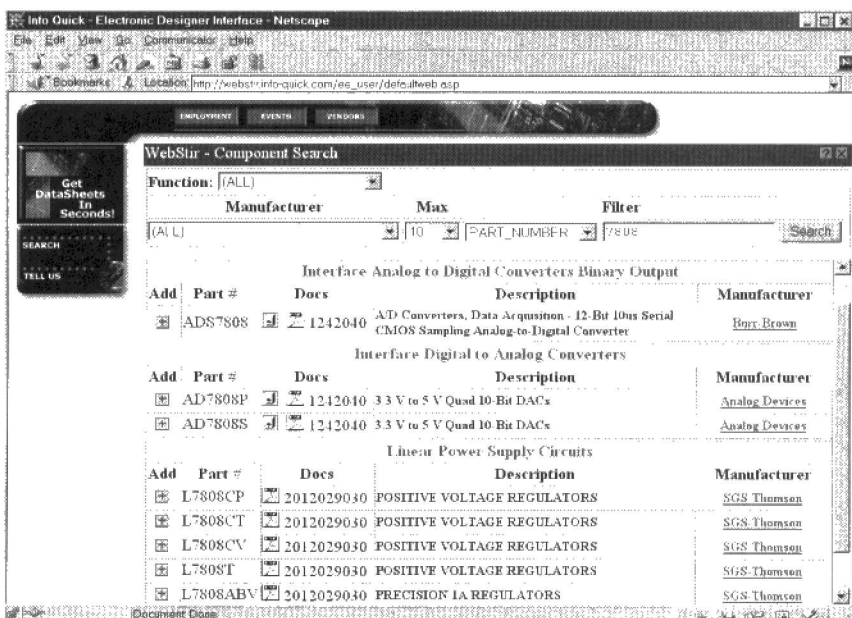 Info Quick - Electronic Designer Interface - Netscape
File Edit View Go Communicator Help
Bookmarks Location: http://webstir.info-quick.com/ee_user/defaultweb.asp
EMPLOYMENT EVENTS VENDORS
Get
DataSheets
In
Seconds!
SEARCH
TELL US
WebStir - Component Search
Function: (ALL)
Manufacturer Max Filter
(ALL) 10 PART_NUMBER 7808 Search
Interface Analog to Digital Converters Binary Output
Add Part # Docs Description Manufacturer
ADS7808 1242040 A/D Converters, Data Acquisition - 12-Bit 10us Serial
CMOS Sampling Analog-to-Digital Converter Burr-Brown
Interface Digital to Analog Converters
Add Part # Docs Description Manufacturer
AD7808P 1242040 3.3 V to 5 V Quad 10-Bit DACs Analog Devices
AD7808S 1242040 3.3 V to 5 V Quad 10-Bit DACs Analog Devices
Linear Power Supply Circuits
Add Part # Docs Description Manufacturer
L7808CP 2012029030 POSITIVE VOLTAGE REGULATORS SGS-Thomson
L7808CT 2012029030 POSITIVE VOLTAGE REGULATORS SGS-Thomson
L7808CV 2012029030 POSITIVE VOLTAGE REGULATORS SGS-Thomson
L7808T 2012029030 POSITIVE VOLTAGE REGULATORS SGS-Thomson
L7808ABV 2012029030 PRECISION 1A REGULATORS SGS-Thomson
Document Done